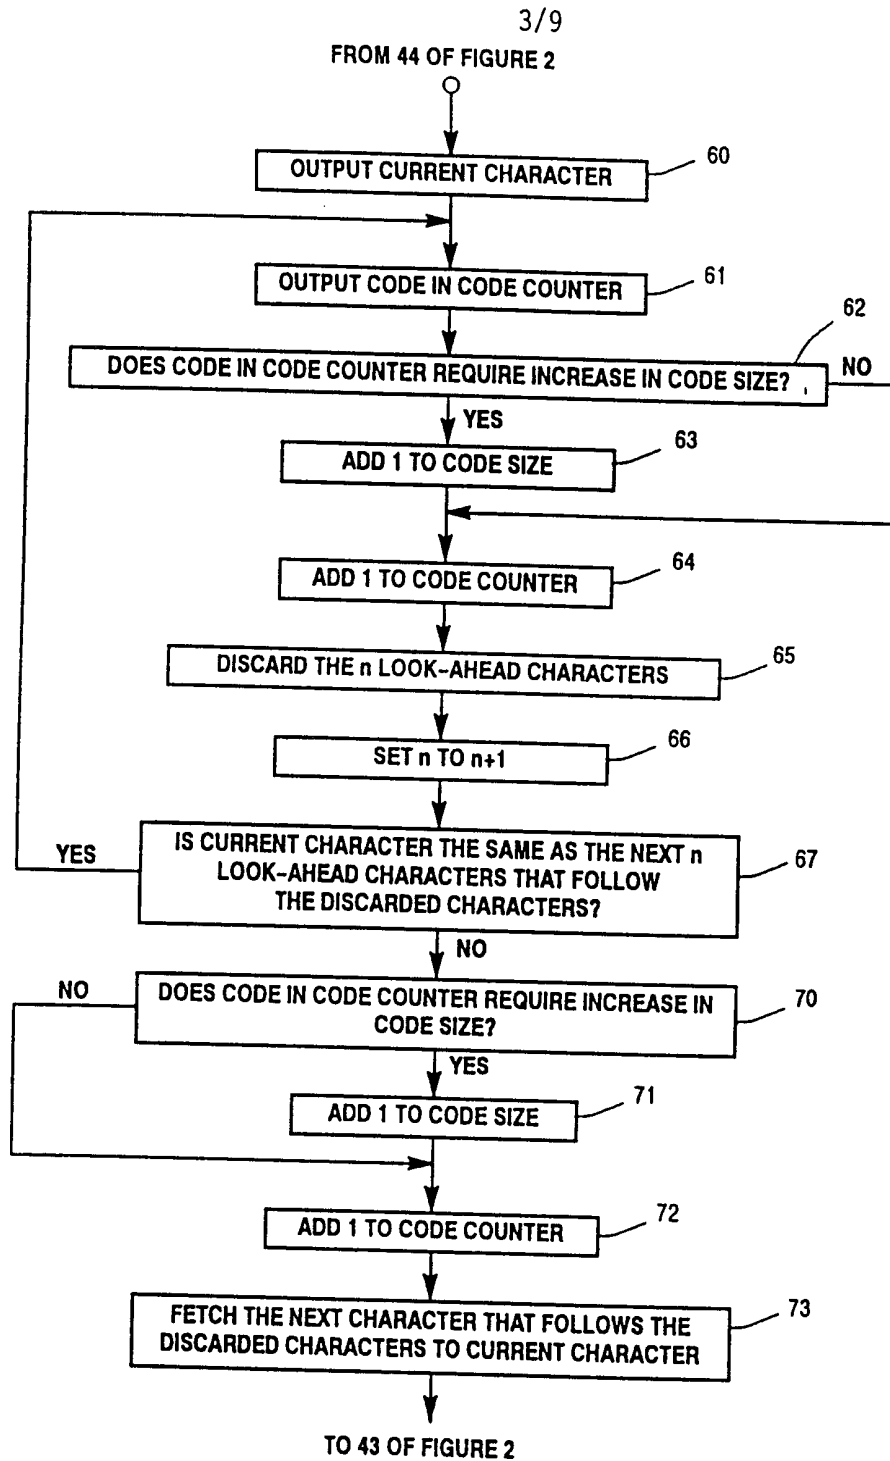 3/9
FROM 44 OF FIGURE 2
OUTPUT CURRENT CHARACTER
60
OUTPUT CODE IN CODE COUNTER
61
62
DOES CODE IN CODE COUNTER REQUIRE INCREASE IN CODE SIZE?
NO
YES
ADD 1 TO CODE SIZE
63
ADD 1 TO CODE COUNTER
64
DISCARD THE n LOOK-AHEAD CHARACTERS
65
SET n TO n+1
66
YES
IS CURRENT CHARACTER THE SAME AS THE NEXT n
LOOK-AHEAD CHARACTERS THAT FOLLOW
THE DISCARDED CHARACTERS?
67
NO
NO
DOES CODE IN CODE COUNTER REQUIRE INCREASE IN
CODE SIZE?
70
YES
ADD 1 TO CODE SIZE
71
ADD 1 TO CODE COUNTER
72
FETCH THE NEXT CHARACTER THAT FOLLOWS THE
DISCARDED CHARACTERS TO CURRENT CHARACTER
73
TO 43 OF FIGURE 2